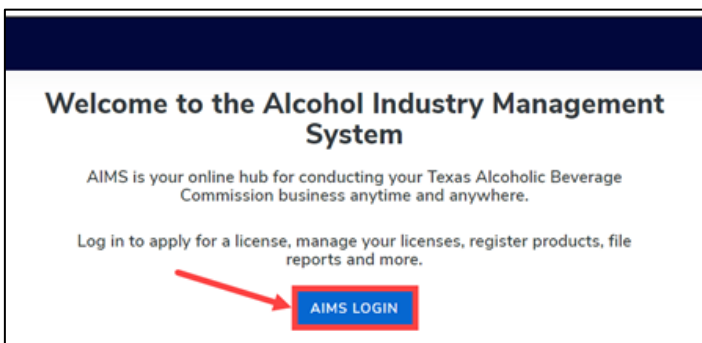 Welcome to the Alcohol Industry Management
System
AIMS is your online hub for conducting your Texas Alcoholic Beverage
Commission business anytime and anywhere.
Log in to apply for a license, manage your licenses, register products, file
reports and more.
AIMS LOGIN